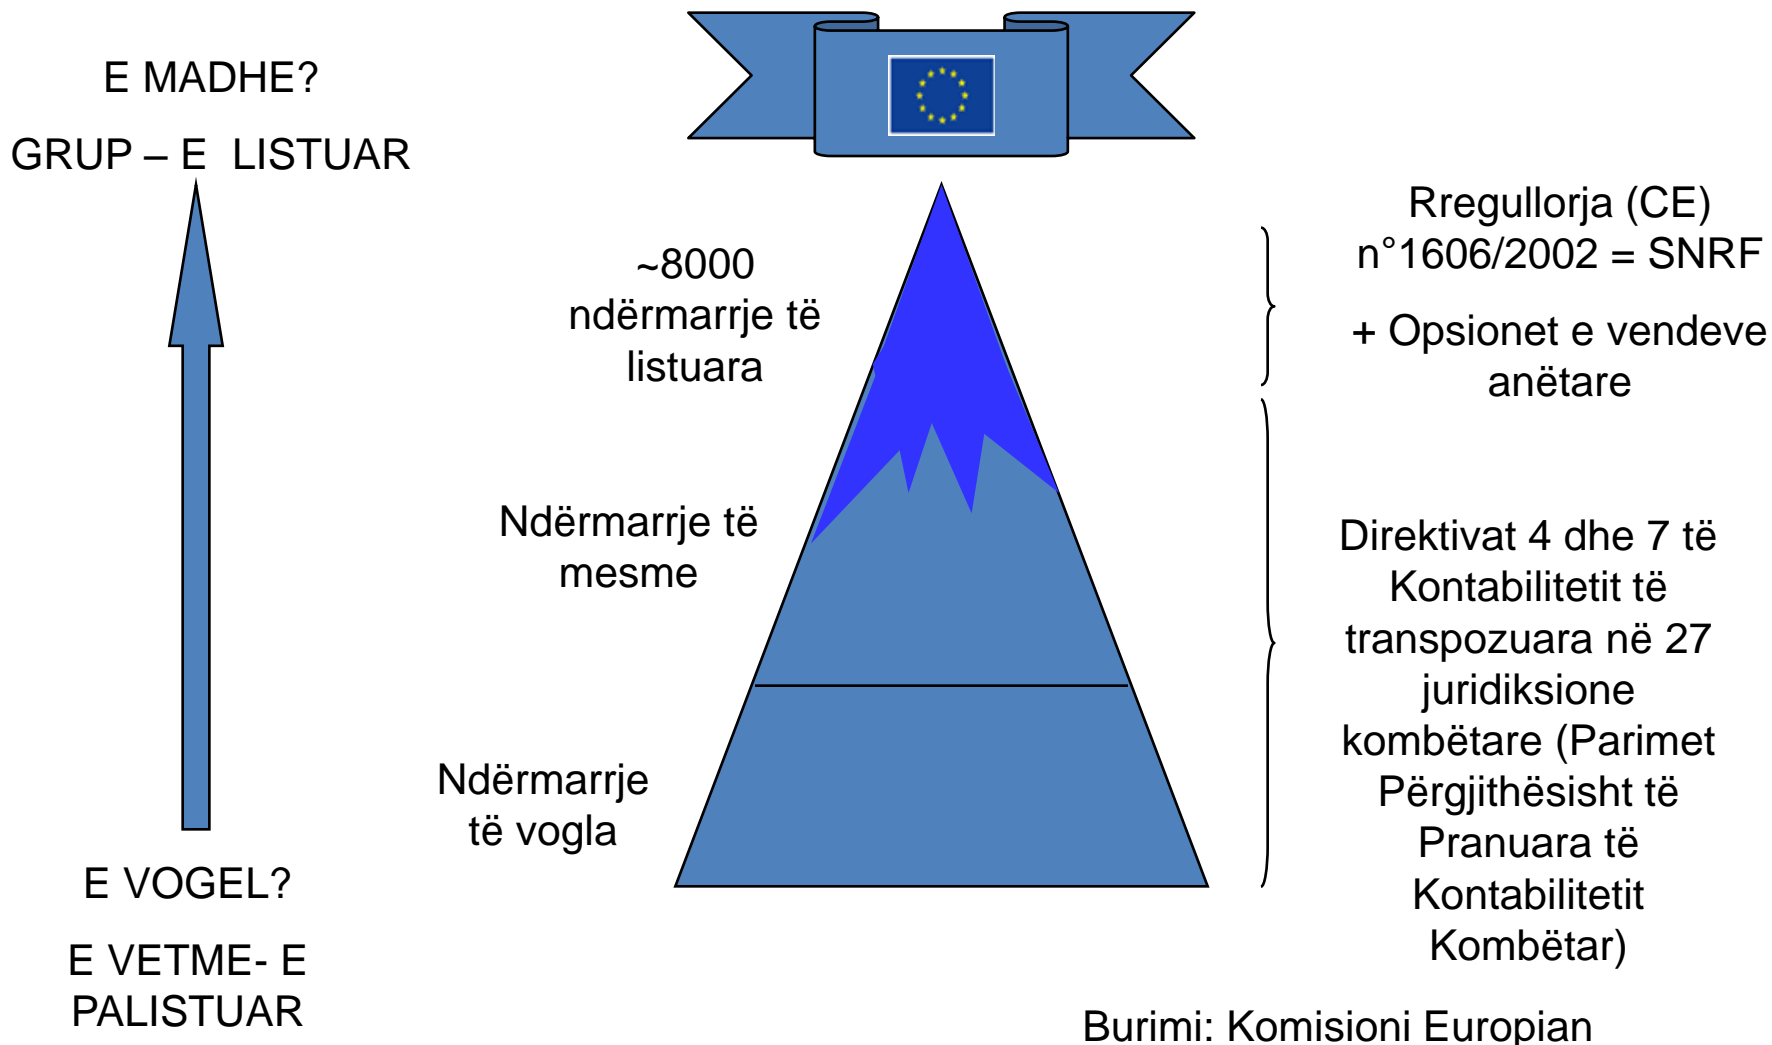 E MADHE?
GRUP – E  LISTUAR
~8000
ndërmarrje të
listuara
Ndërmarrje të
mesme
Ndërmarrje
të vogla
E VOGEL?
E VETME- E
PALISTUAR
Rregullorja (CE)
n°1606/2002 = SNRF
+ Opsionet e vendeve
anëtare
Direktivat 4 dhe 7 të
Kontabilitetit të
transpozuara në 27
juridiksione
kombëtare (Parimet
Përgjithësisht të
Pranuara të
Kontabilitetit
Kombëtar)
Burimi: Komisioni Europian